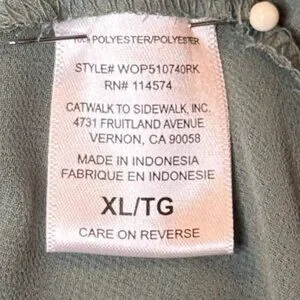 100% POLYESTER/POLYESTER
STYLE# WOP510740RK
RN# 114574
CATWALK TO SIDEWALK, INC.
4731 FRUITLAND AVENUE
VERNON, CA 90058
MADE IN INDONESIA
FABRIQUE EN INDONESIE
XL/TG
CARE ON REVERSE